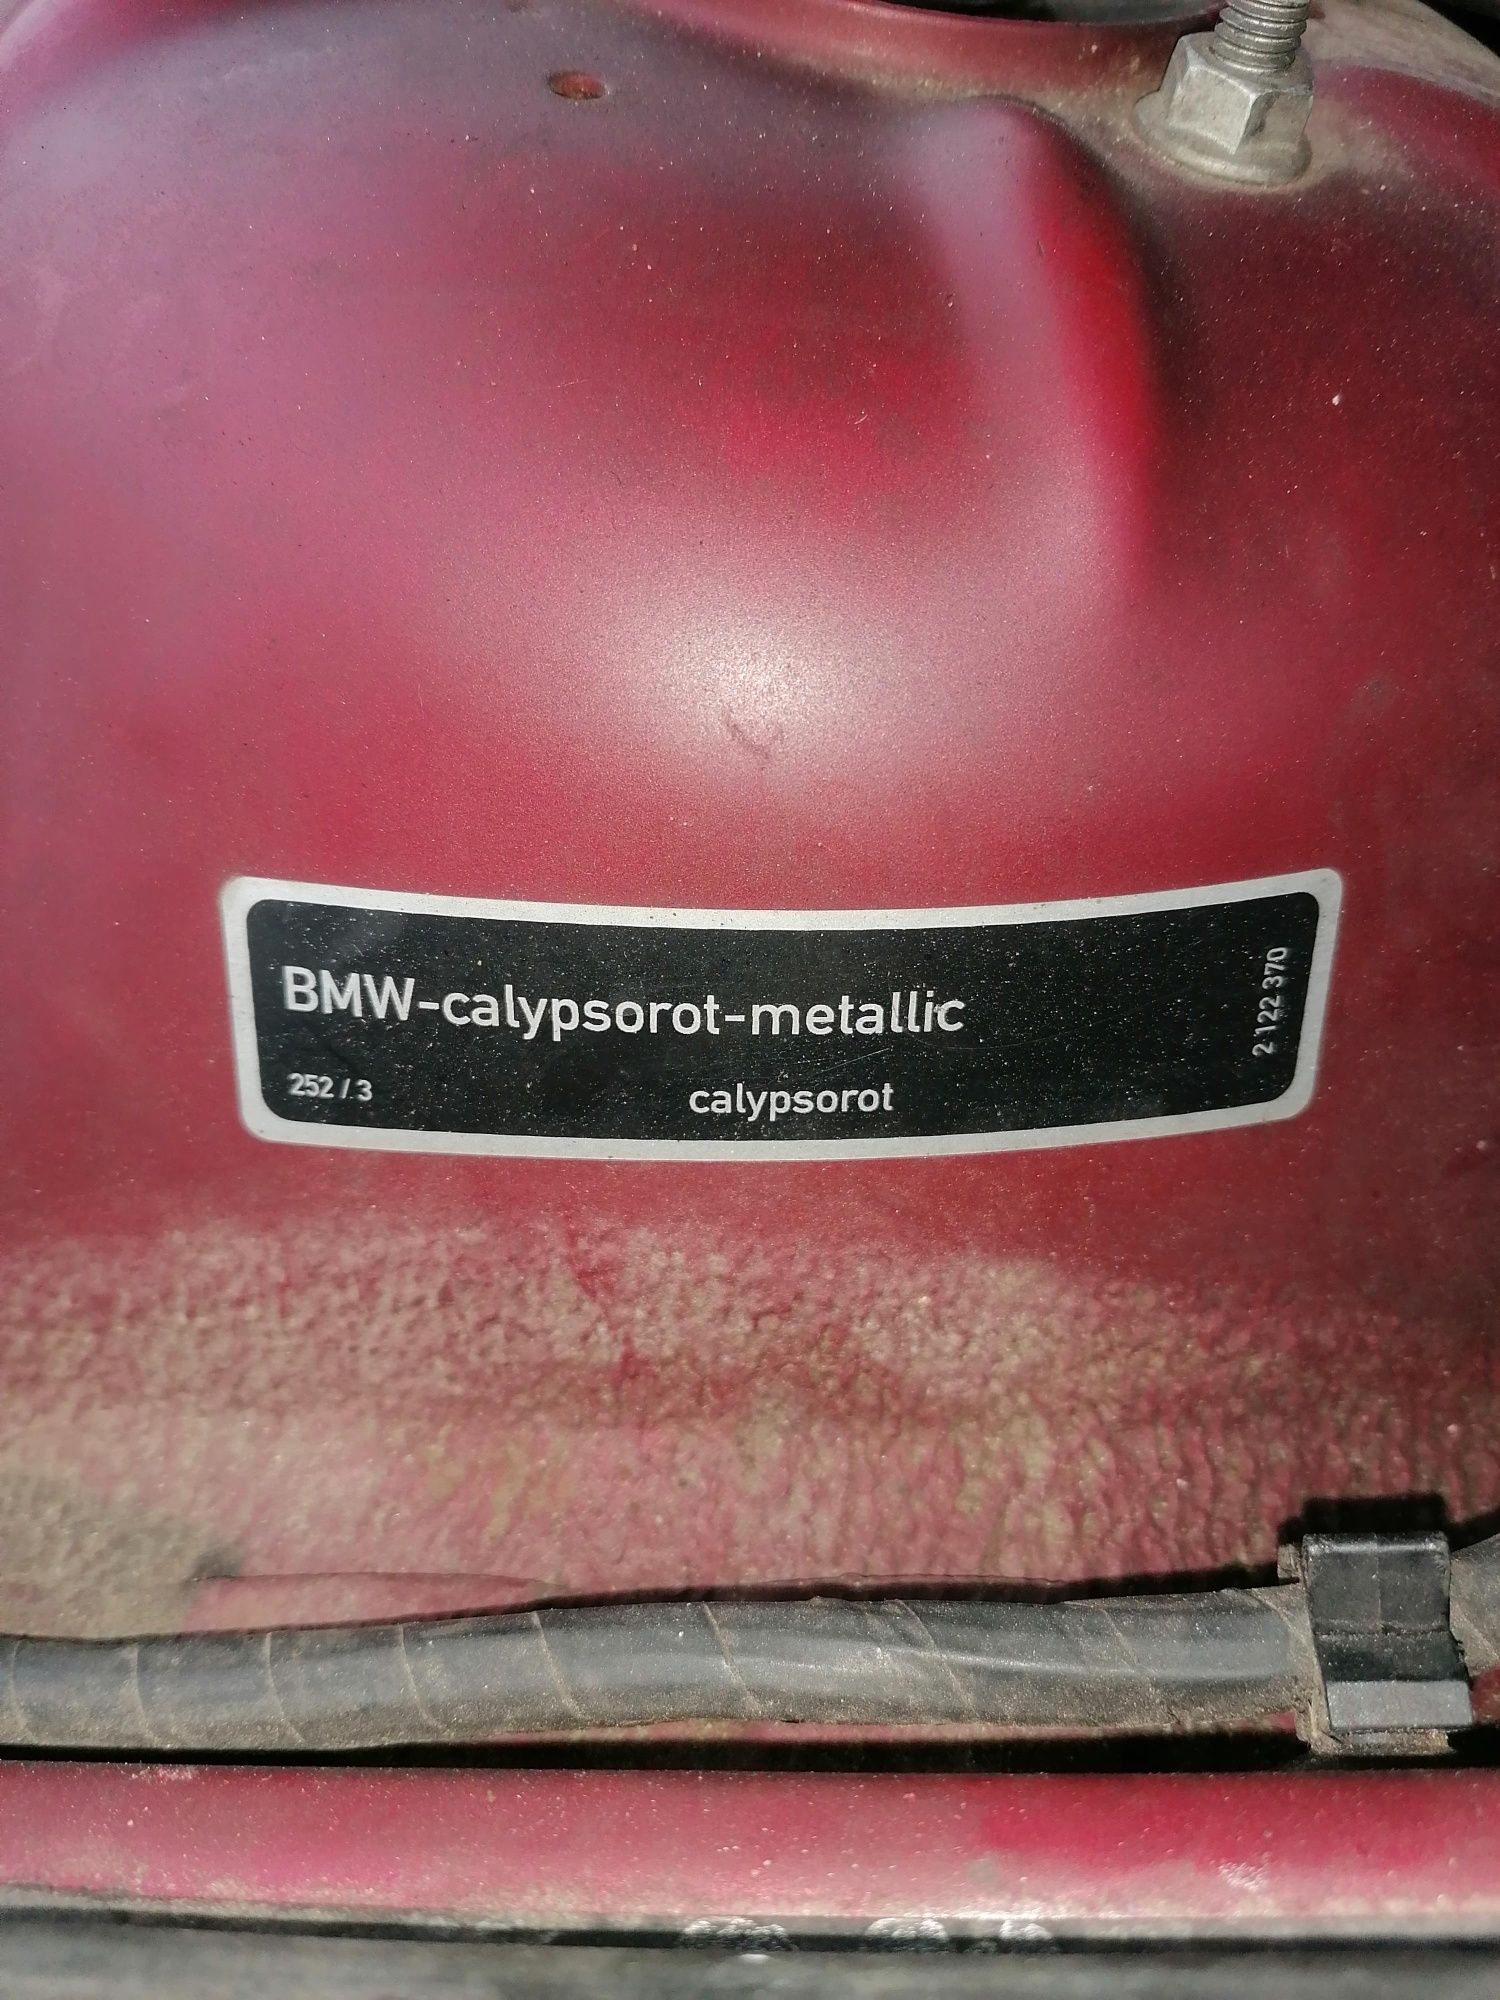 BMW-calypsorot-metallic
252 / 3
calypsorot
2 122 370